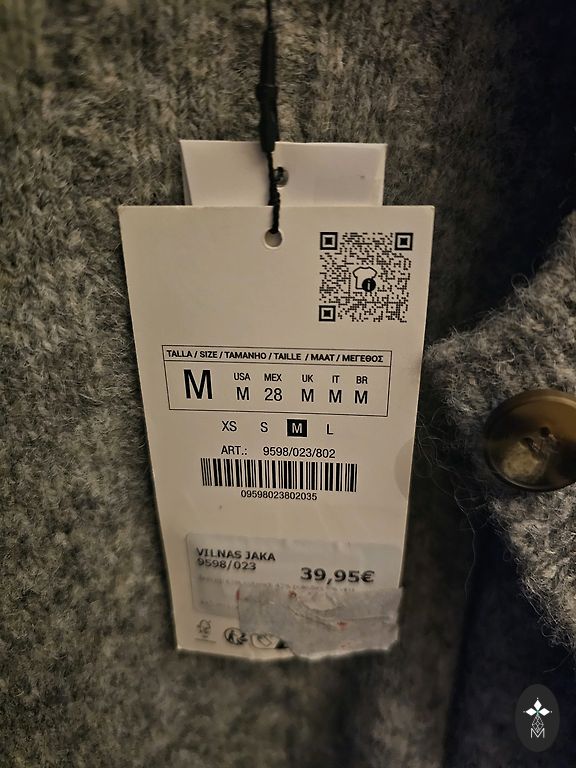 TALLA / SIZE / TAMANHO / TAILLE / MAAT / ΜΕΓΕΘΟΣ
M
USA MEX UK IT BR
M 28 M M M
XS S M L
ART.: 9598/023/802
09598023802035
VILNAS JAKA
9598/023
39,95€
M